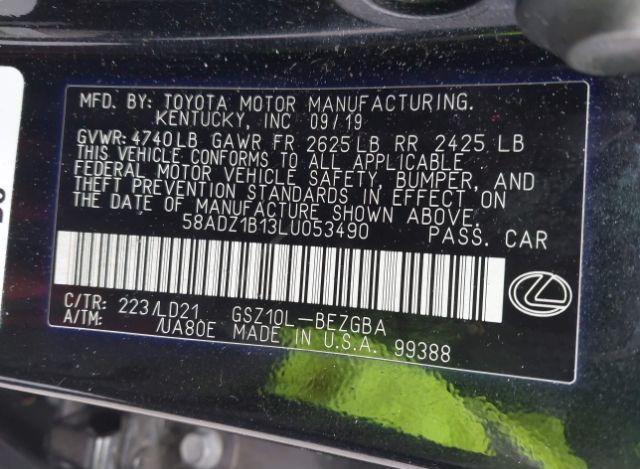 MFD. BY: TOYOTA MOTOR MANUFACTURING.
KENTUCKY, INC 09/19
GVWR: 4740LB GAWR FR 2625LB RR 2425 LB
THIS VEHICLE CONFORMS TO ALL APPLICABLE
FEDERAL MOTOR VEHICLE SAFETY, BUMPER, AND
THEFT PREVENTION STANDARDS IN EFFECT ON THE
DATE OF MANUFACTURE SHOWN ABOVE.
58ADZ1B13LU053490 PASS. CAR
C/TR: 223/LD21 GSZ10L-BEZGBA
A/TM: /UA80E MADE IN U.S.A. 99388